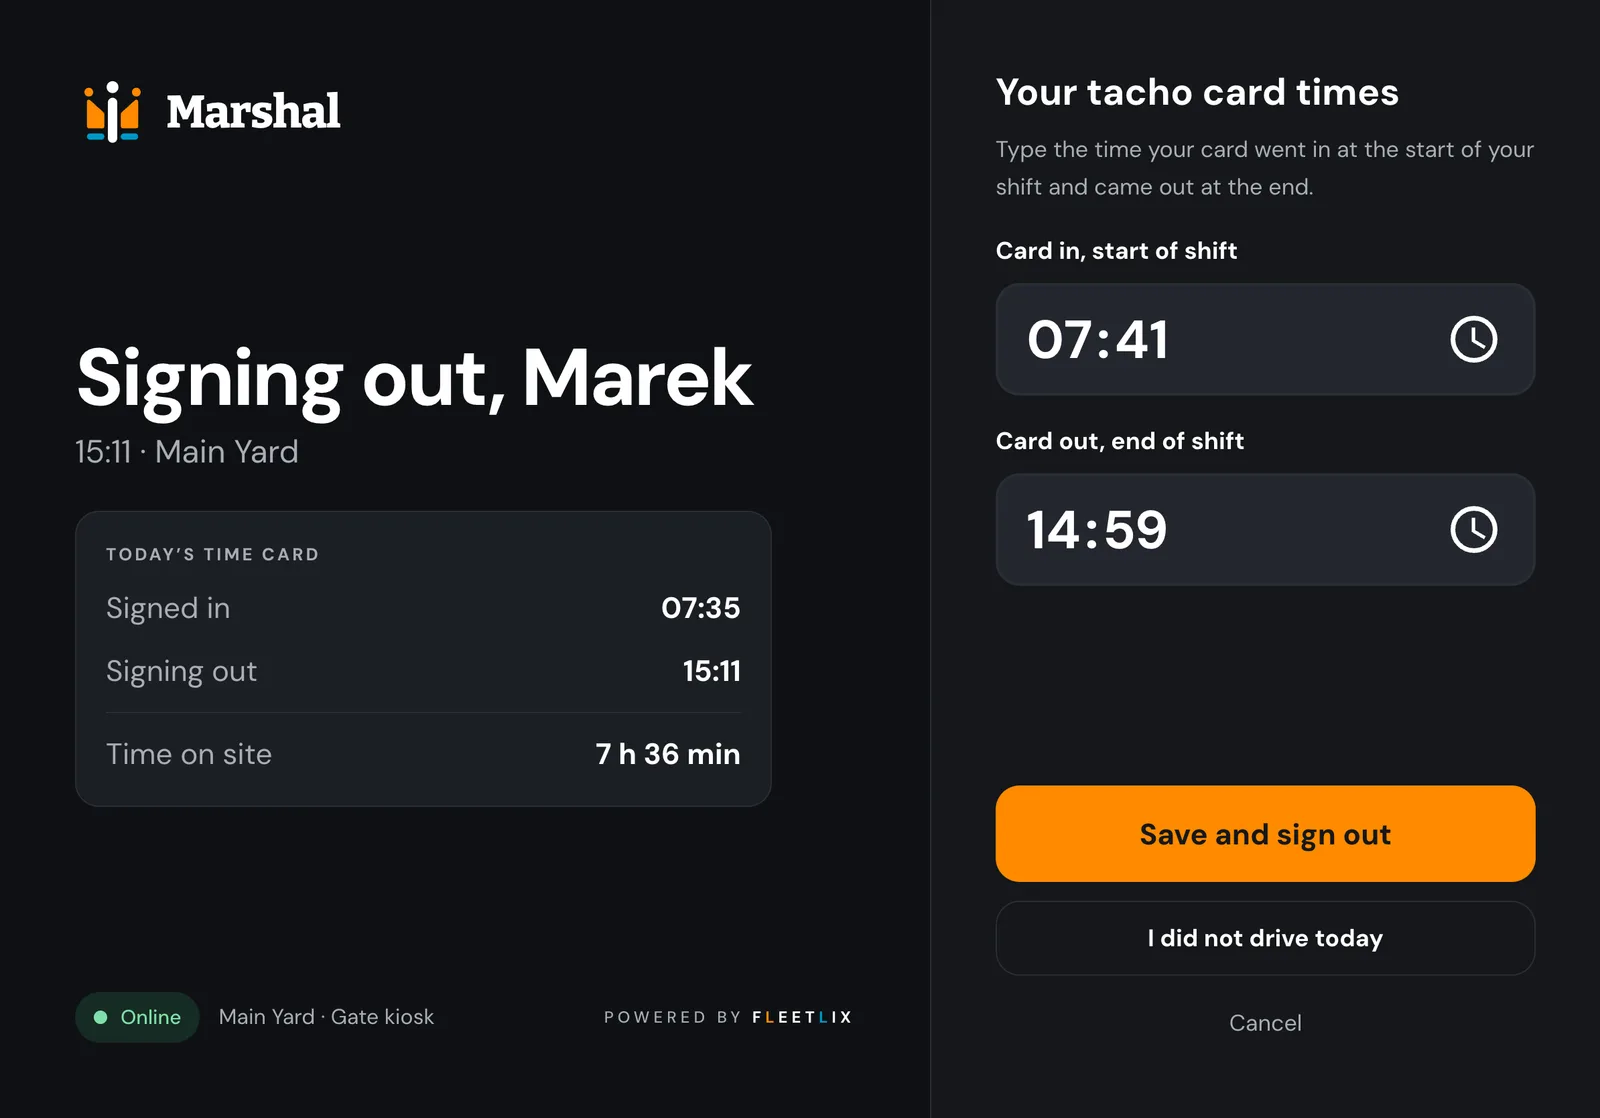 Marshal
Signing out, Marek
15:11 · Main Yard
TODAY’S TIME CARD
Signed in 07:35
Signing out 15:11
Time on site 7 h 36 min
Online
Main Yard · Gate kiosk
POWERED BY FLEETLIX
Your tacho card times
Type the time your card went in at the start of your
shift and came out at the end.
Card in, start of shift
07:41
Card out, end of shift
14:59
Save and sign out
I did not drive today
Cancel